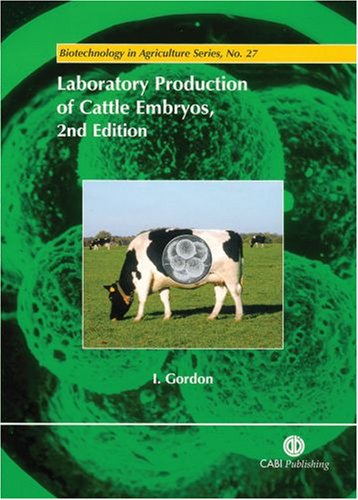 Biotechnology in Agriculture Series, No. 27
Laboratory Production
of Cattle Embryos,
2nd Edition
I. Gordon
CABI Publishing